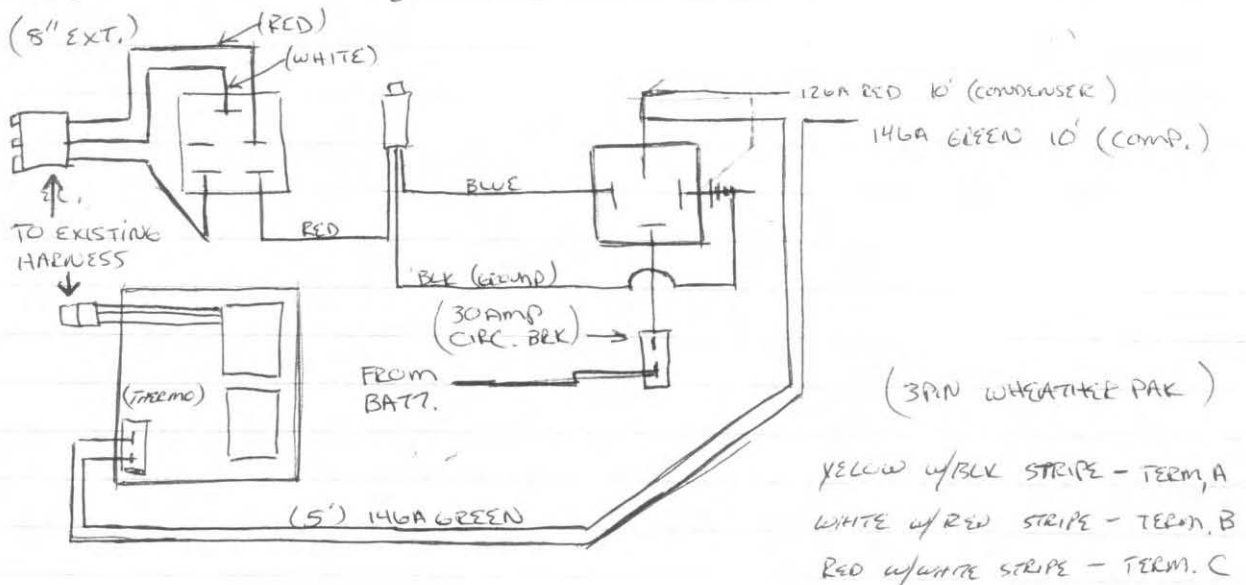 (8" EXT.)
(RED)
(WHITE)
12GA RED 10' (CONDENSER)
14GA GREEN 10' (COMP.)
BLUE
RED
TO EXISTING
HARNESS
BLK (GROUND)
(30 AMP
CIRC. BRK)
FROM
BATT.
(THERMO)
(5') 14GA GREEN
(3PIN WHEATHER PAK)
YELLOW W/BLK STRIPE - TERM, A
WHITE W/RED STRIPE - TERM. B
RED W/WHITE STRIPE - TERM. C